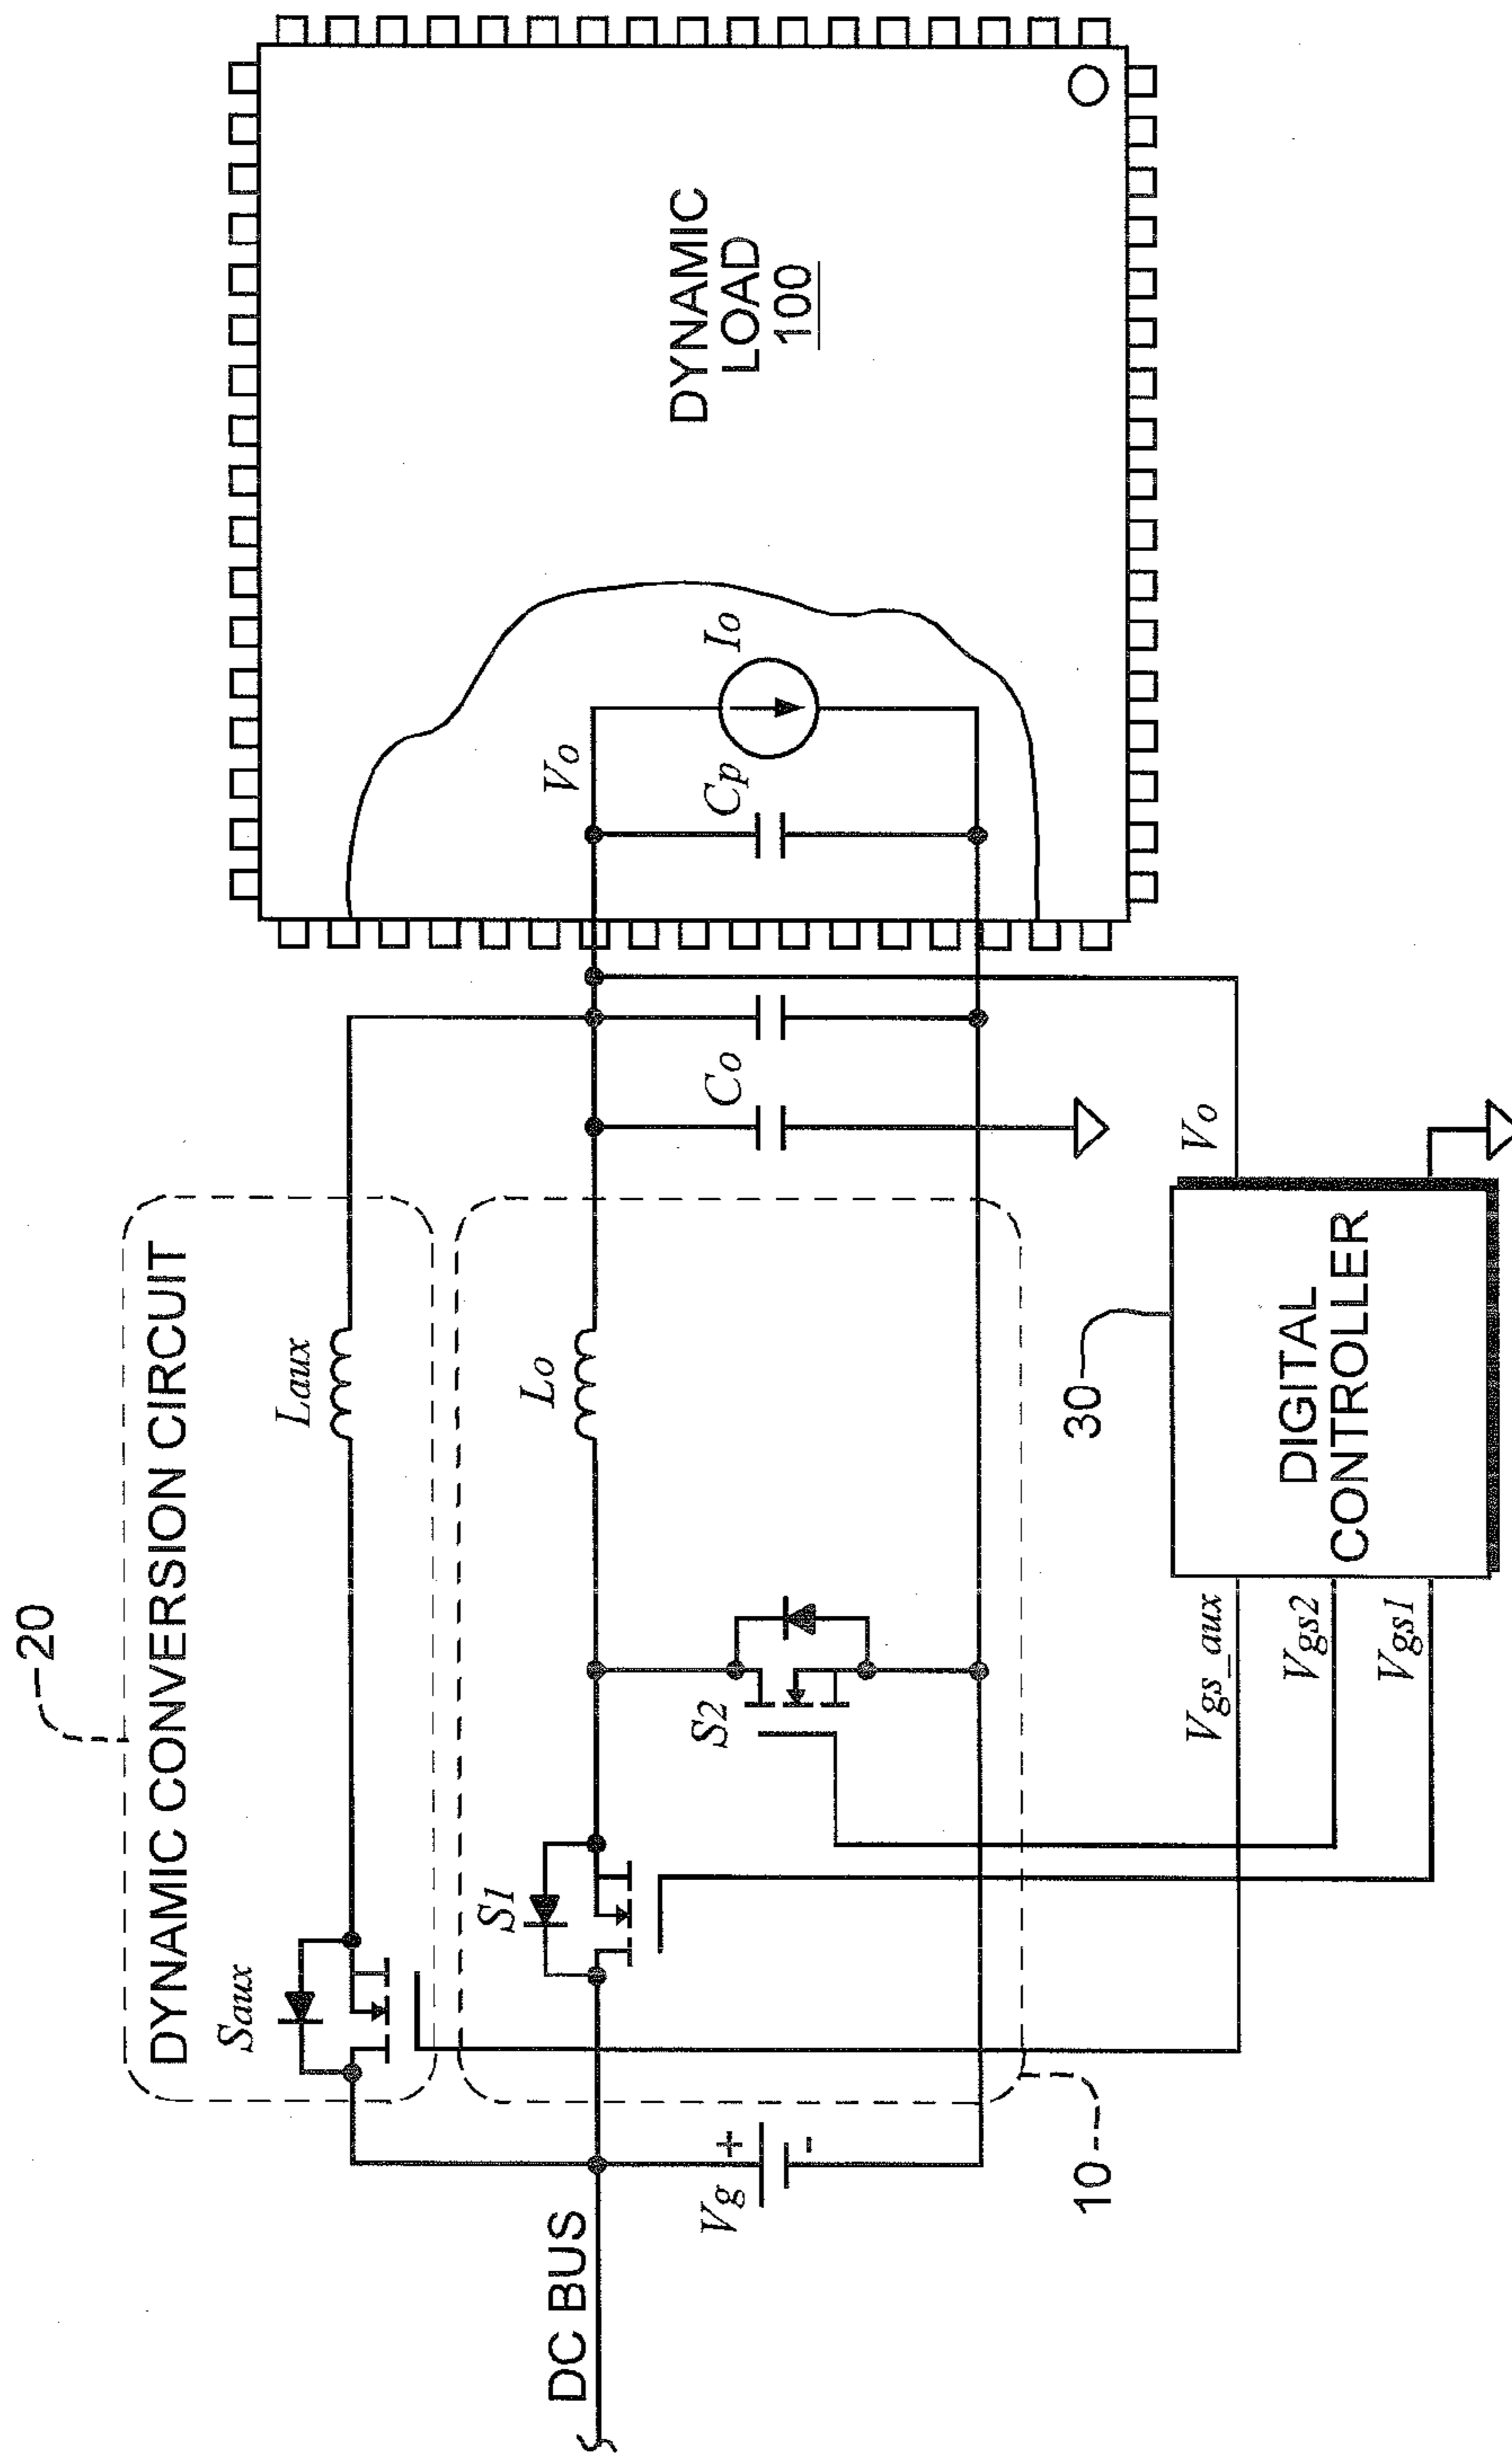 20
DYNAMIC CONVERSION CIRCUIT
Saux
Laux
DC BUS
S1
Lo
Vo
Vg
+
-
S2
Co
Cp
Io
DYNAMIC
LOAD
100
10
30
Vgs_aux
Vgs2
Vgs1
DIGITAL
CONTROLLER
Vo